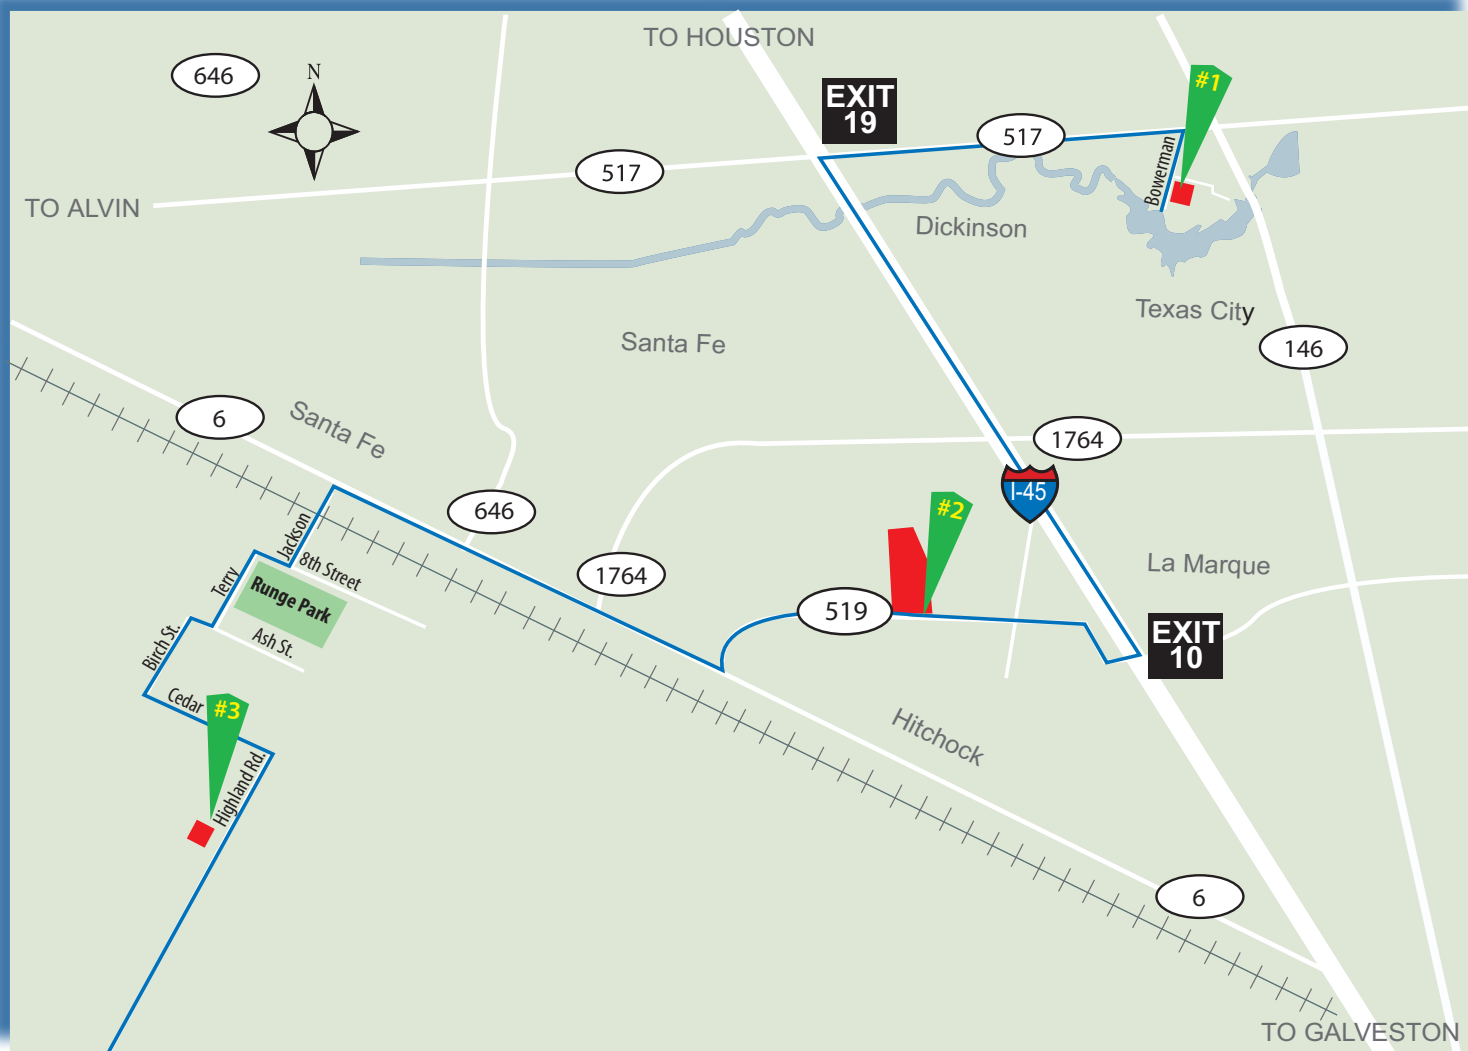 TO HOUSTON
646
N
EXIT
19
#1
517
517
Bowerman
TO ALVIN
Dickinson
Texas City
Santa Fe
146
6
Santa Fe
1764
I-45
646
#2
Jackson
8th Street
1764
La Marque
Terry
Runge Park
519
EXIT
10
Birch St.
Ash St.
Cedar
#3
Hitchock
Highland Rd.
6
TO GALVESTON